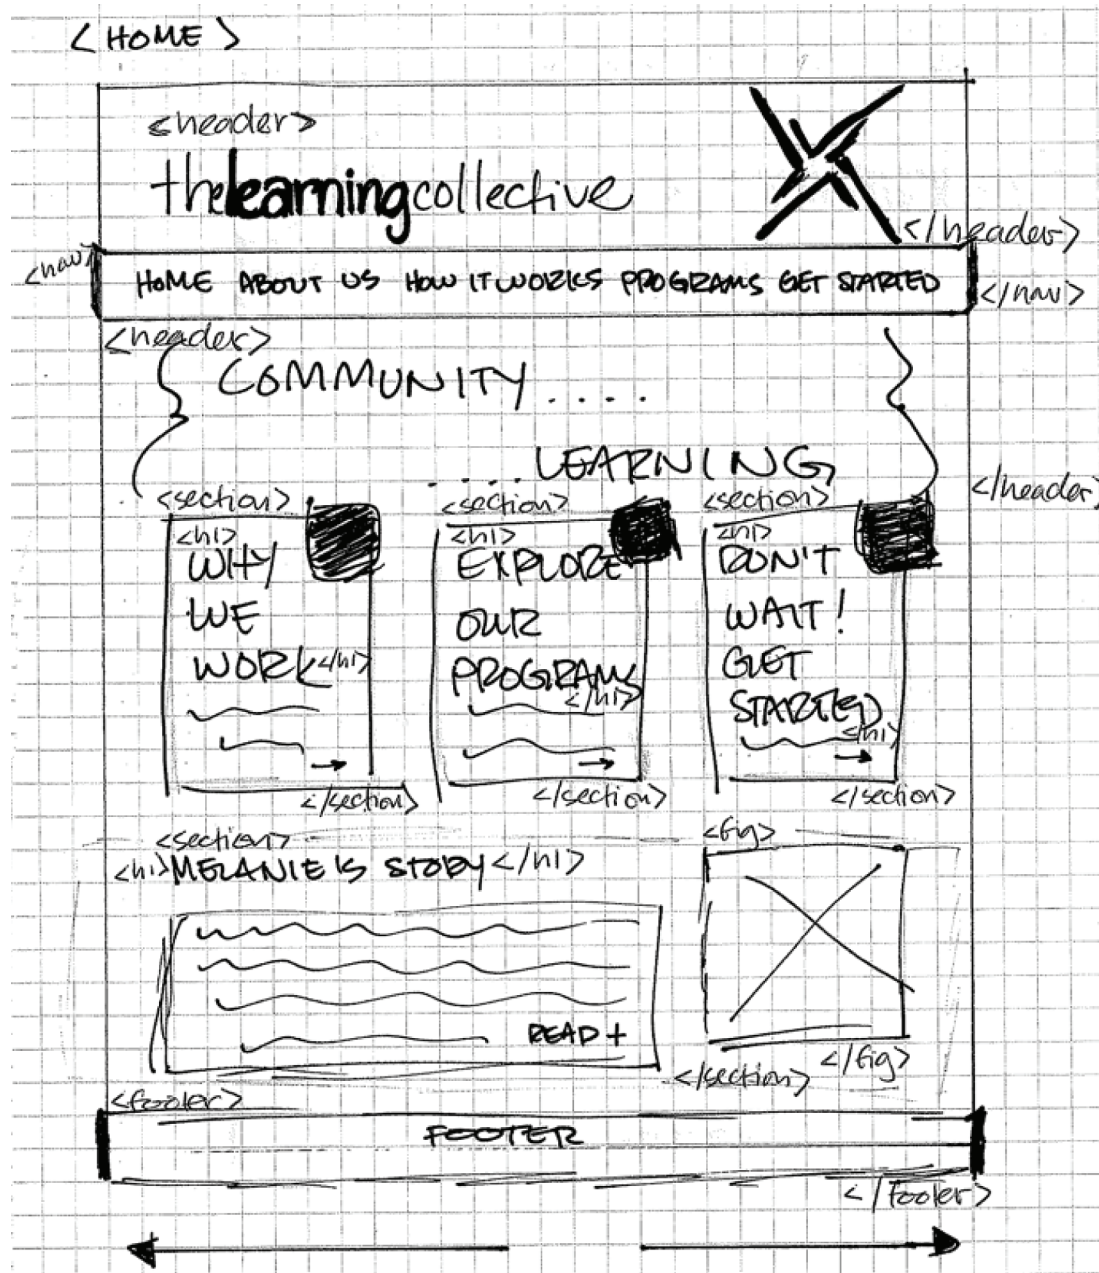 <HOME>
<header>
thelearningcollective
</header>
<nav>
HOME ABOUT US HOW IT WORKS PROGRAMS GET STARTED
</nav>
<header>
COMMUNITY . . . .
. . . . . LEARNING
</header>
<section>
<h1>
WHY
WE
WORK</h1>
</section>
<section>
<h1>
EXPLORE
OUR
PROGRAMS
</h1>
</section>
<section>
<h1>
DON'T
WAIT!
GET
STARTED
</h1>
</section>
<section>
<h1>MELANIE'S STORY</h1>
READ+
<fig>
</fig>
</section>
<footer>
FOOTER
</footer>